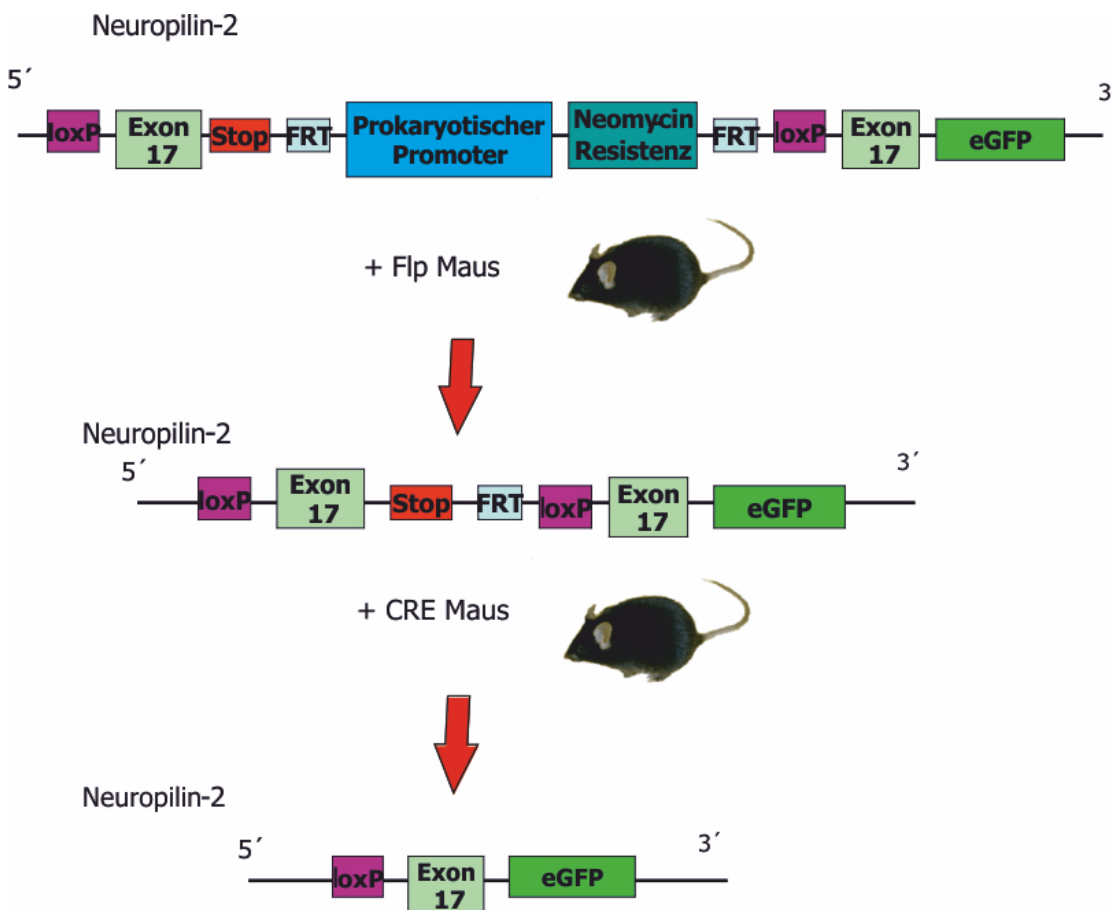 Neuropilin-2
5´
3
loxP
Exon
17
Stop
FRT
Prokaryotischer
Promoter
Neomycin
Resistenz
FRT
loxP
Exon
17
eGFP
+ Flp Maus
Neuropilin-2
5´
3´
loxP
Exon
17
Stop
FRT
loxP
Exon
17
eGFP
+ CRE Maus
Neuropilin-2
5´
3´
loxP
Exon
17
eGFP